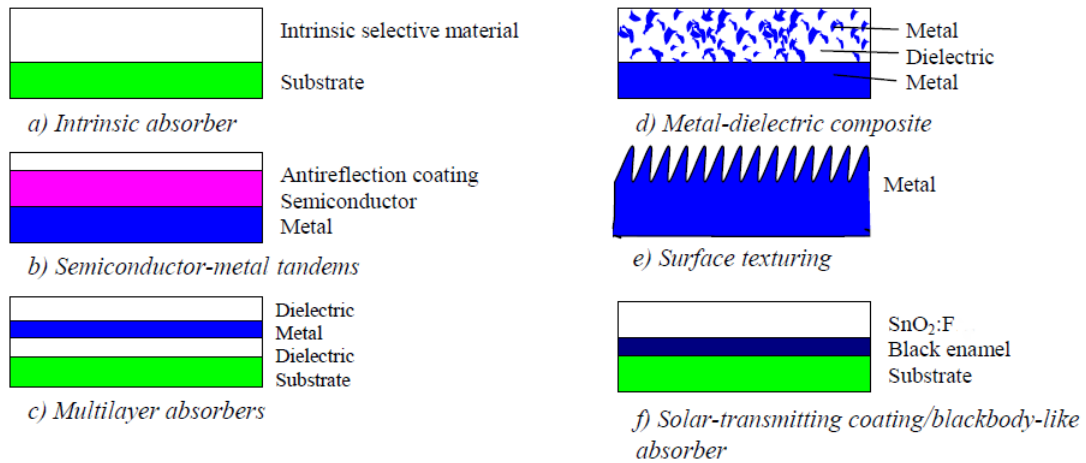 Intrinsic selective material
Substrate
a) Intrinsic absorber
Antireflection coating
Semiconductor
Metal
b) Semiconductor-metal tandems
Dielectric
Metal
Dielectric
Substrate
c) Multilayer absorbers
Metal
Dielectric
Metal
d) Metal-dielectric composite
Metal
e) Surface texturing
SnO₂:F
Black enamel
Substrate
f) Solar-transmitting coating/blackbody-like
absorber